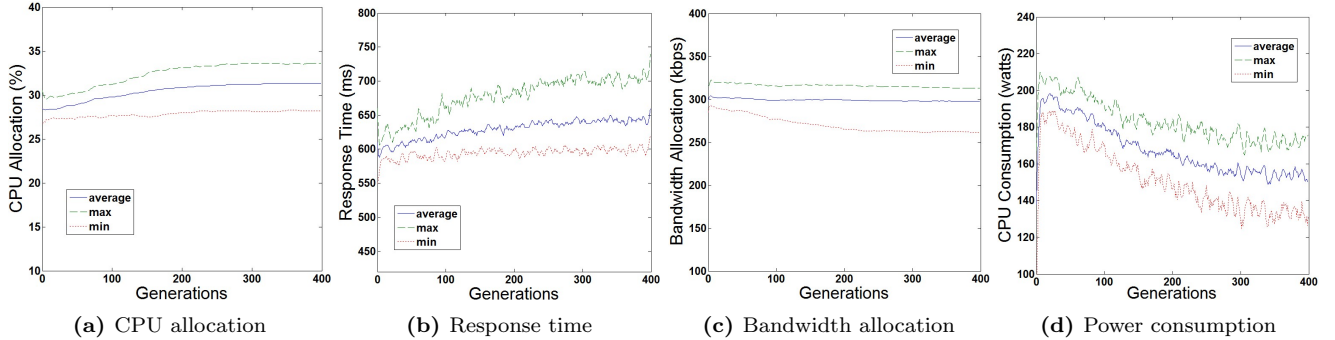 CPU Allocation (%)
40
35
30
25
20
15
10
average
max
min
0
100
200
300
400
Generations
(a) CPU allocation
Response Time (ms)
800
750
700
650
600
550
500
450
average
max
min
0
100
200
300
400
Generations
(b) Response time
Bandwidth Allocation (kbps)
400
350
300
250
200
150
100
average
max
min
0
100
200
300
400
Generations
(c) Bandwidth allocation
CPU Consumption (watts)
240
220
200
180
160
140
120
100
average
max
min
0
100
200
300
400
Generations
(d) Power consumption